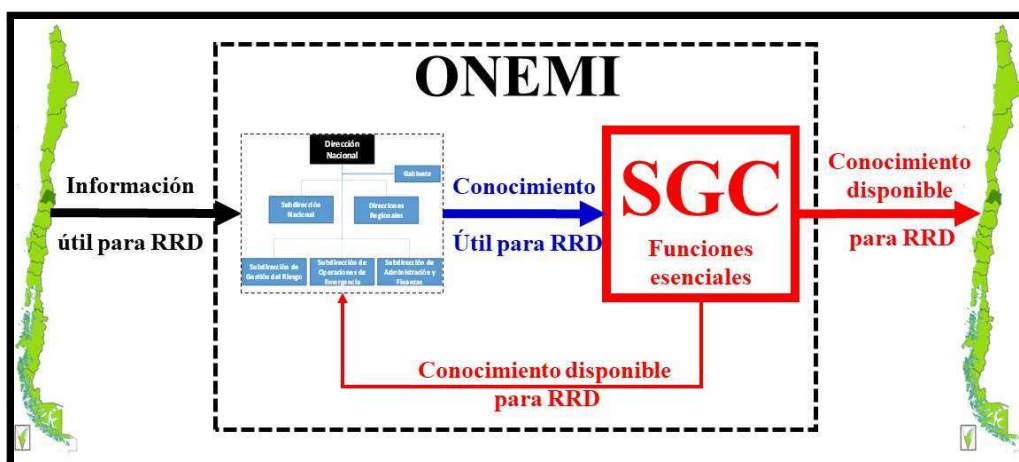 ONEMI
Información
útil para RRD
Dirección
Nacional
Gabinete
Subdirección
Nacional
Direcciones
Regionales
Subdirección de
Gestión del Riesgo
Subdirección de
Operaciones de
Emergencia
Subdirección de
Administración y
Finanzas
Conocimiento
Útil para RRD
SGC
Funciones
esenciales
Conocimiento
disponible
para RRD
Conocimiento disponible
para RRD